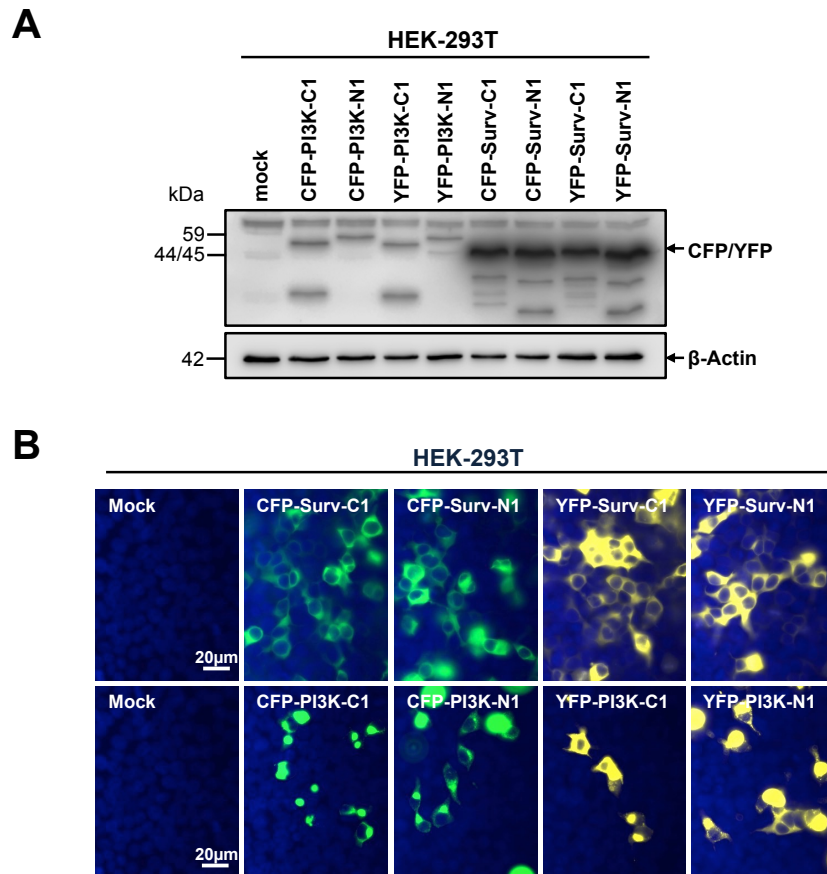 A
HEK-293T
mock
CFP-PI3K-C1
CFP-PI3K-N1
YFP-PI3K-C1
YFP-PI3K-N1
CFP-Surv-C1
CFP-Surv-N1
YFP-Surv-C1
YFP-Surv-N1
kDa
59
44/45
CFP/YFP
42
β-Actin
B
HEK-293T
Mock
CFP-Surv-C1
CFP-Surv-N1
YFP-Surv-C1
YFP-Surv-N1
20µm
Mock
CFP-PI3K-C1
CFP-PI3K-N1
YFP-PI3K-C1
YFP-PI3K-N1
20µm